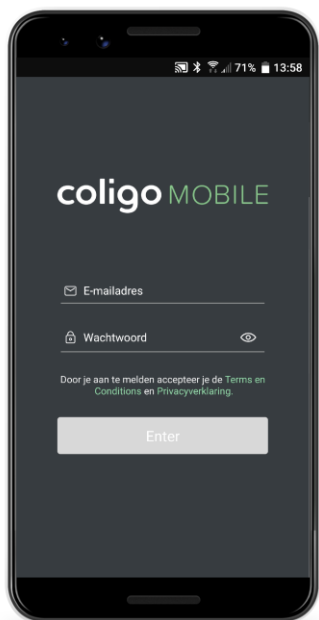 71% 13:58
coligo MOBILE
E-mailadres
Wachtwoord
Door je aan te melden accepteer je de Terms en
Conditions en Privacyverklaring.
Enter